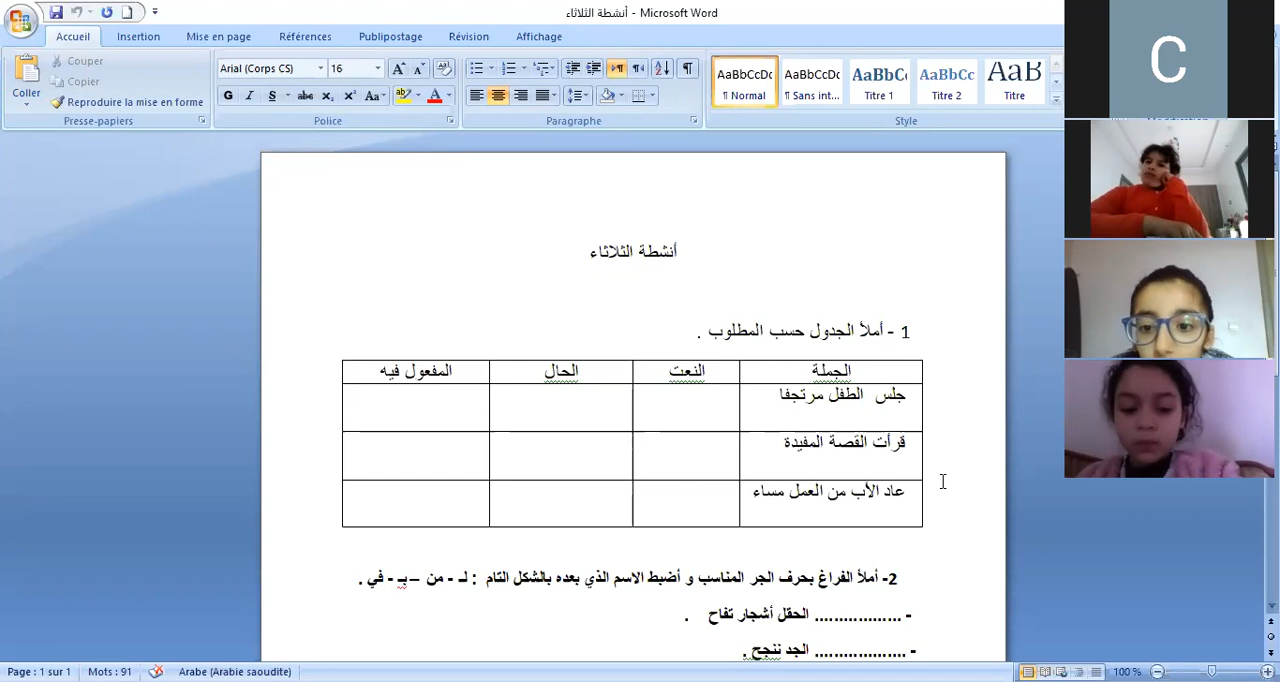 أنشطة الثلاثاء - Microsoft Word
Accueil Insertion Mise en page Références Publipostage Révision Affichage
Coller
Couper
Copier
Reproduire la mise en forme
Presse-papiers
Arial (Corps CS) 16
G I S abc X₂ X² Aa
Police
Paragraphe
AaBbCcDc AaBbCcDc AaBbC AaBbCc AaB
¶ Normal ¶ Sans int... Titre 1 Titre 2 Titre
Style
C
أنشطة الثلاثاء
1 - أملأ الجدول حسب المطلوب .
الجملة النعت الحال المفعول فيه
جلس الطفل مرتجفا
قرأت القصة المفيدة
عاد الأب من العمل مساء
2- أملأ الفراغ بحرف الجر المناسب و أضبط الاسم الذي بعده بالشكل التام : لـ - من – بـ - في .
- .................. الحقل أشجار تفاح .
- ................... الجد ننجح .
Page : 1 sur 1 Mots : 91 Arabe (Arabie saoudite) 100 %